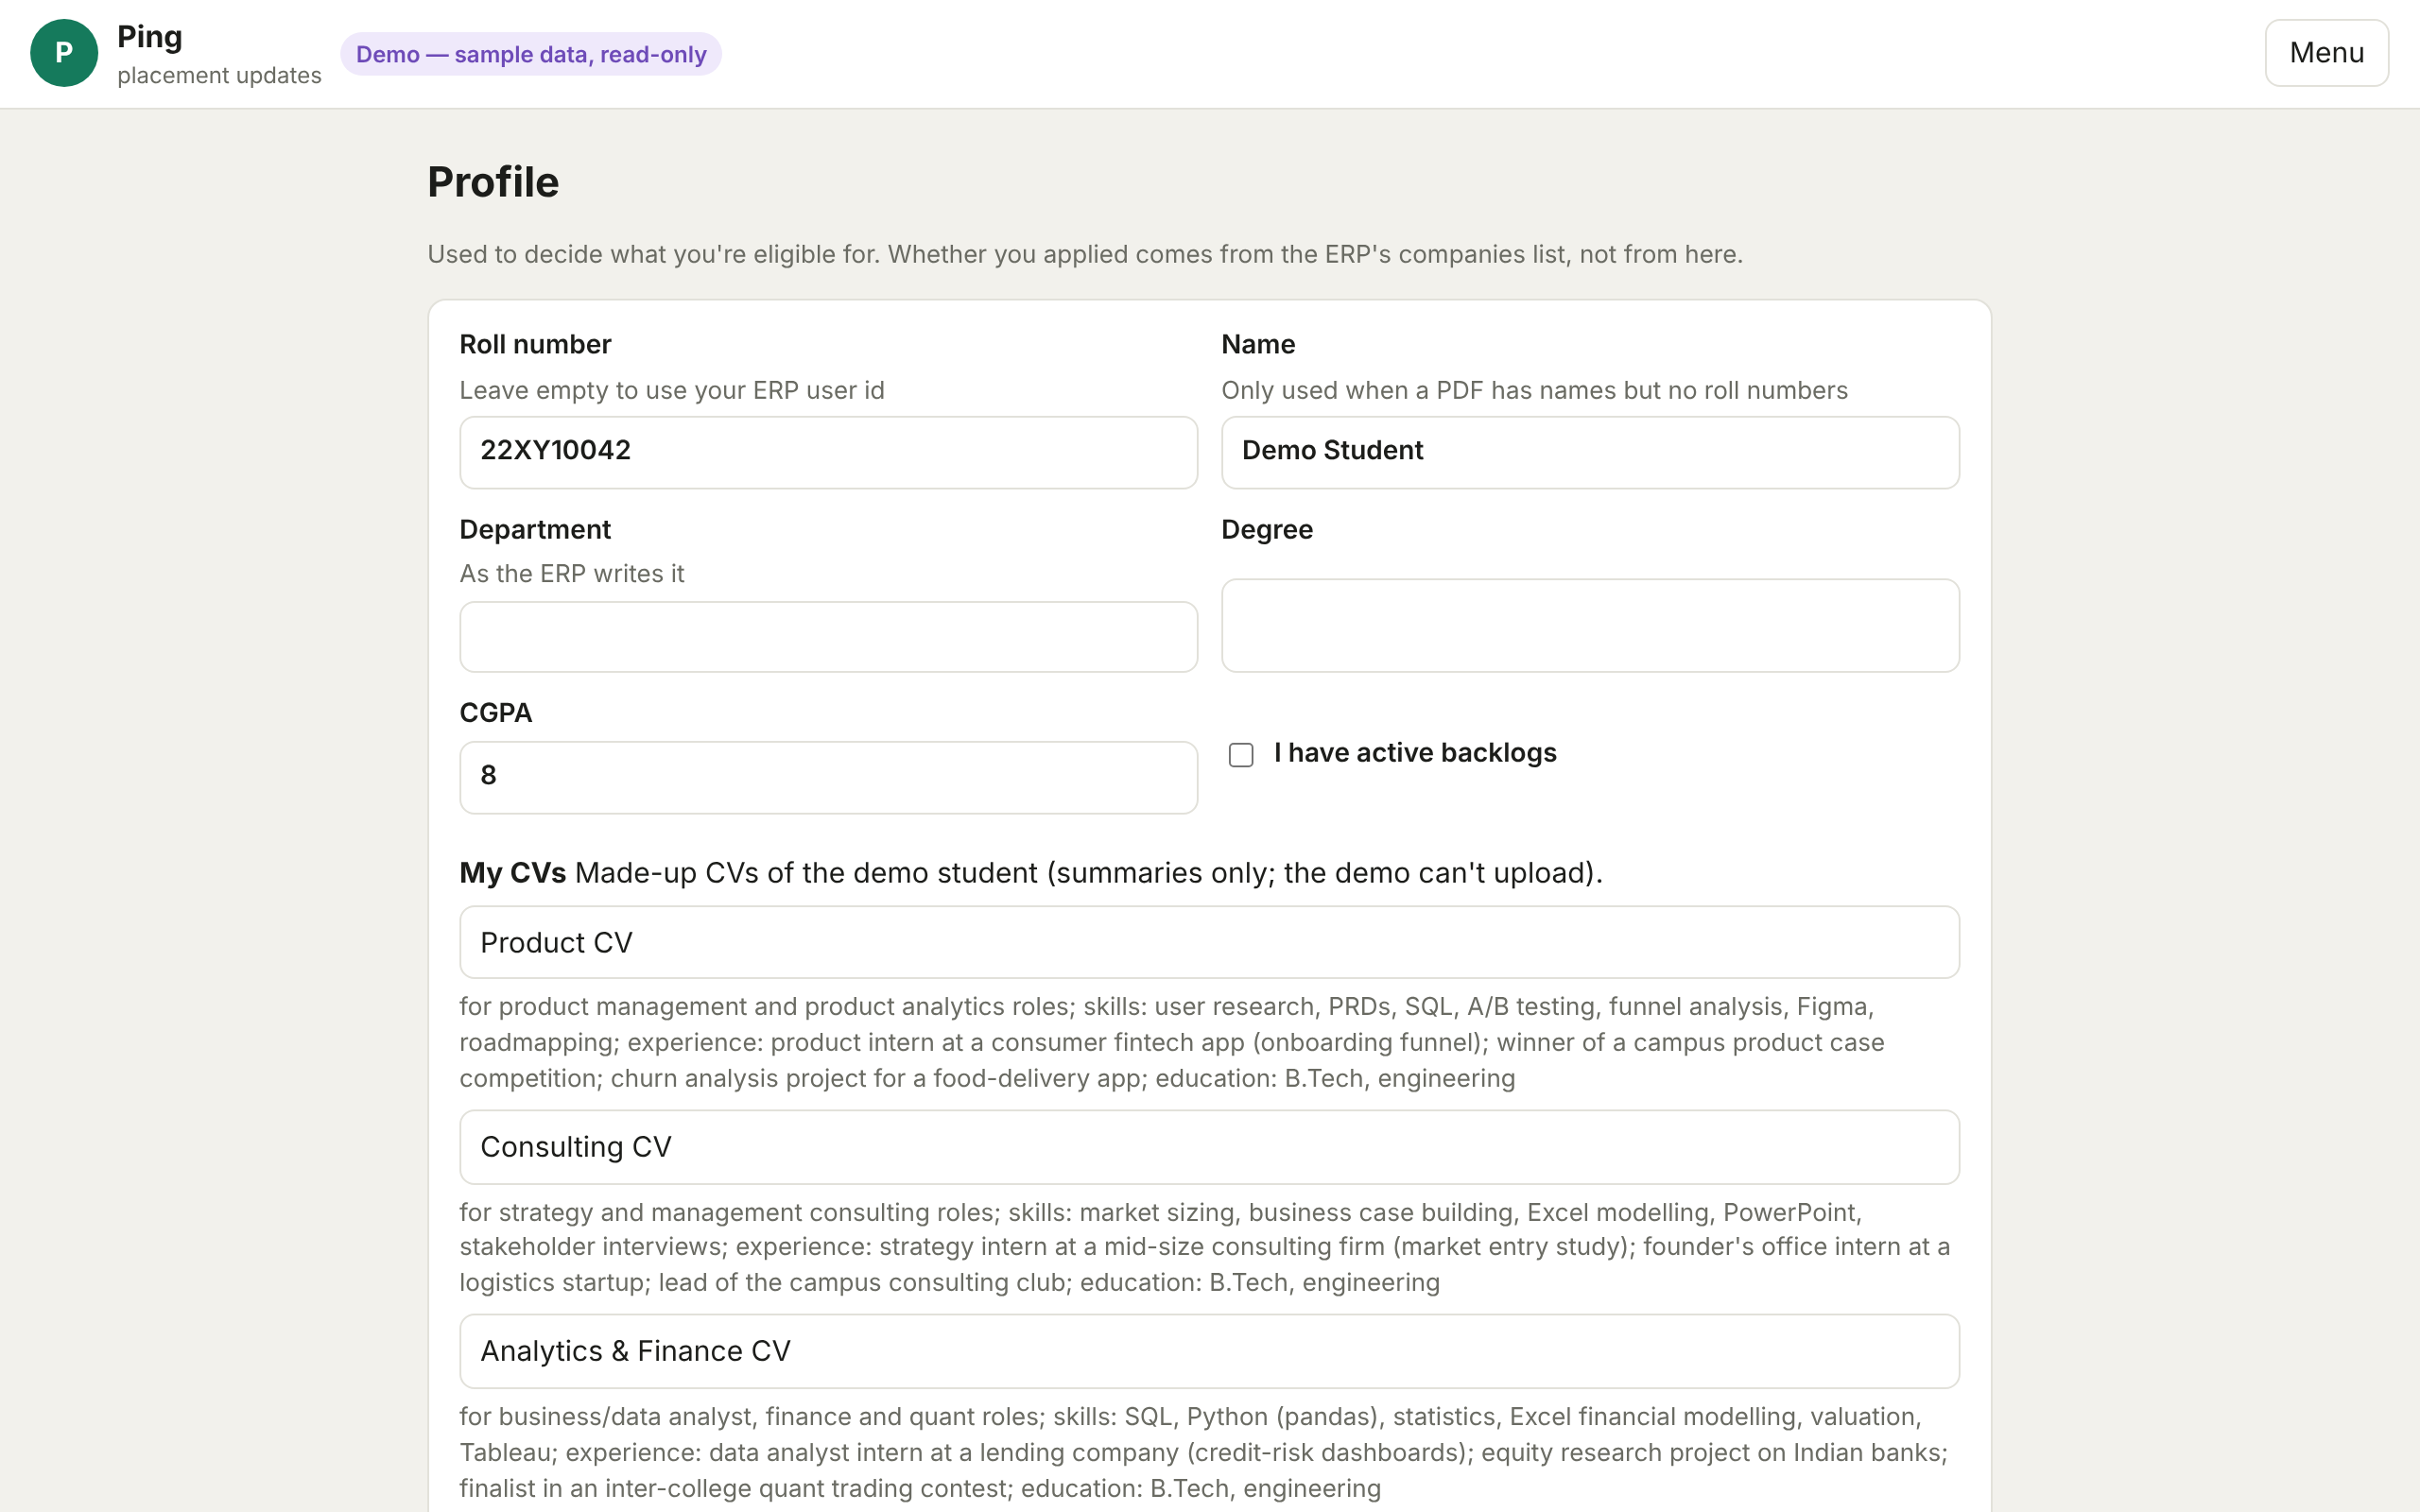 P
Ping
placement updates
Demo — sample data, read-only
Menu
Profile
Used to decide what you're eligible for. Whether you applied comes from the ERP's companies list, not from here.
Roll number
Leave empty to use your ERP user id
22XY10042
Name
Only used when a PDF has names but no roll numbers
Demo Student
Department
As the ERP writes it
Degree
CGPA
8
I have active backlogs
My CVs Made-up CVs of the demo student (summaries only; the demo can't upload).
Product CV
for product management and product analytics roles; skills: user research, PRDs, SQL, A/B testing, funnel analysis, Figma,
roadmapping; experience: product intern at a consumer fintech app (onboarding funnel); winner of a campus product case
competition; churn analysis project for a food-delivery app; education: B.Tech, engineering
Consulting CV
for strategy and management consulting roles; skills: market sizing, business case building, Excel modelling, PowerPoint,
stakeholder interviews; experience: strategy intern at a mid-size consulting firm (market entry study); founder's office intern at a
logistics startup; lead of the campus consulting club; education: B.Tech, engineering
Analytics & Finance CV
for business/data analyst, finance and quant roles; skills: SQL, Python (pandas), statistics, Excel financial modelling, valuation,
Tableau; experience: data analyst intern at a lending company (credit-risk dashboards); equity research project on Indian banks;
finalist in an inter-college quant trading contest; education: B.Tech, engineering